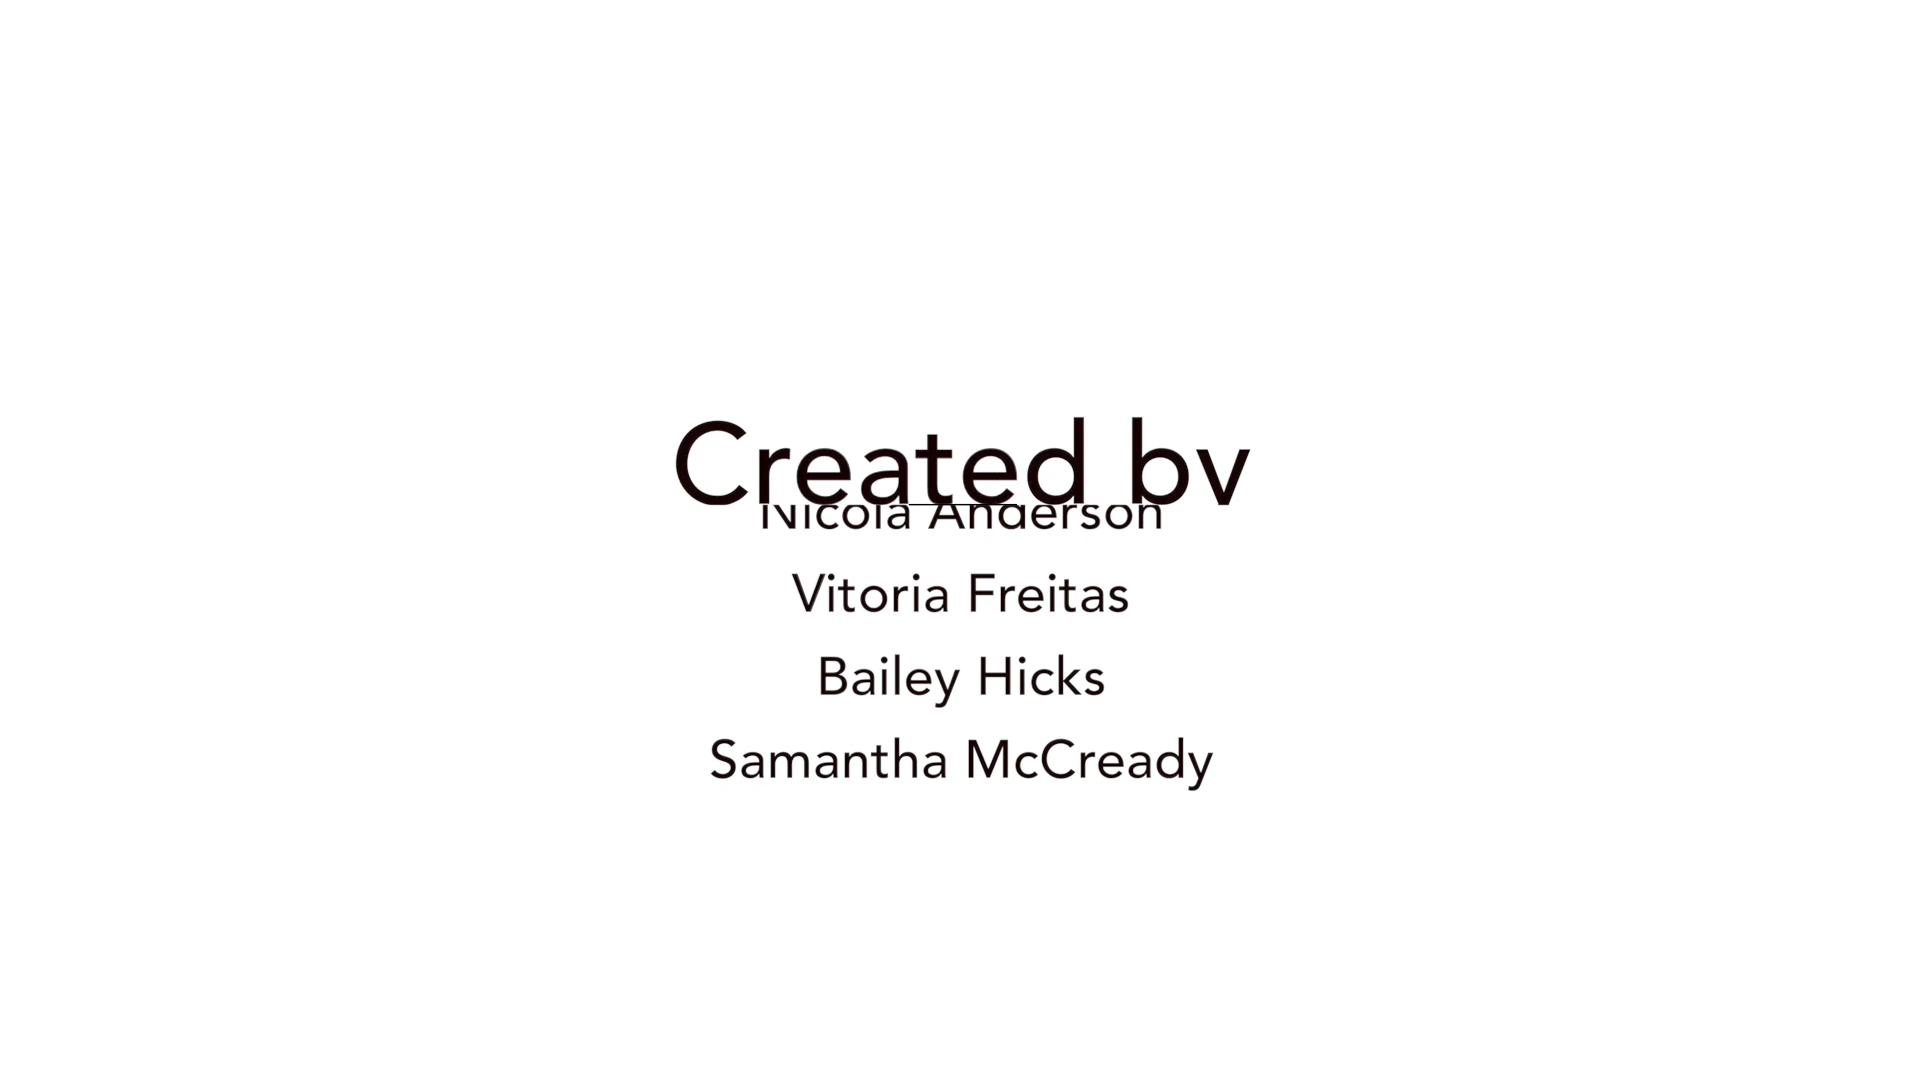 Created by
Nicola Anderson
Vitoria Freitas
Bailey Hicks
Samantha McCready